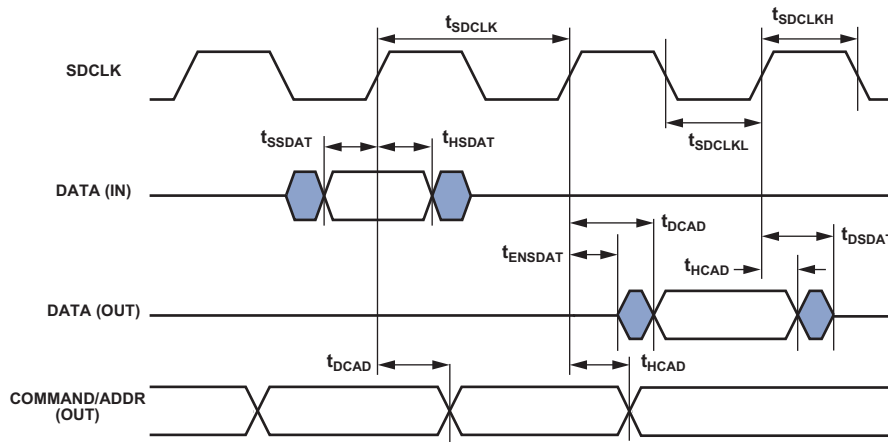 tSDCLK
tSDCLKH
SDCLK
tSSDAT
tHSDAT
tSDCLKL
DATA (IN)
tDCAD
tDSDAT
tENSDAT
tHCAD
DATA (OUT)
tDCAD
tHCAD
COMMAND/ADDR
(OUT)